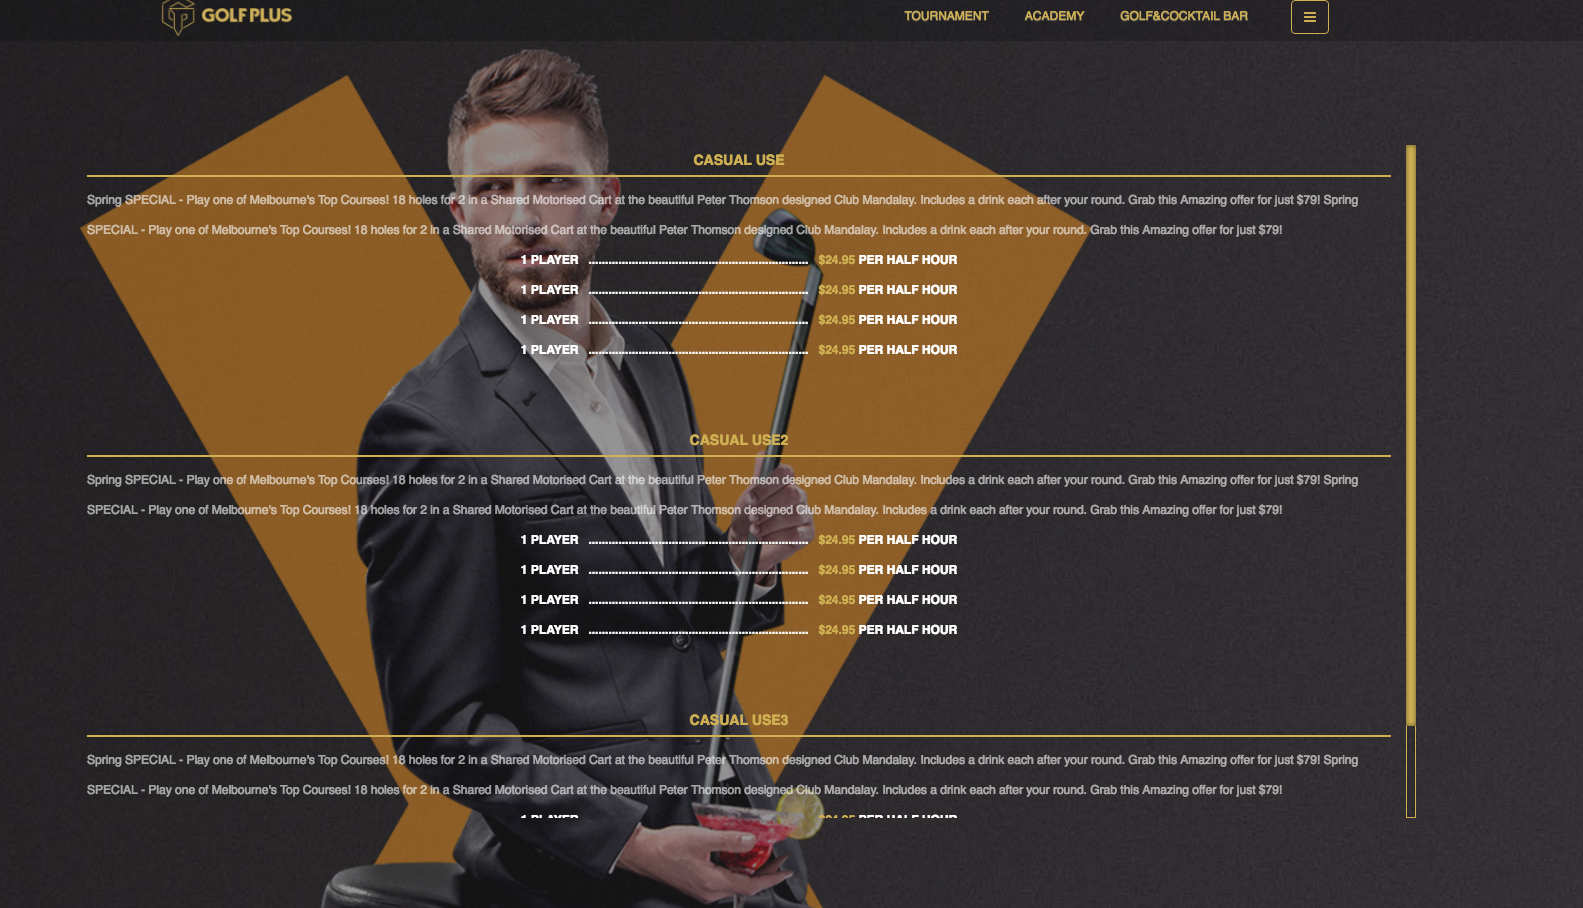 GOLF PLUS
TOURNAMENT ACADEMY GOLF&COCKTAIL BAR
CASUAL USE
Spring SPECIAL - Play one of Melbourne's Top Courses! 18 holes for 2 in a Shared Motorised Cart at the beautiful Peter Thomson designed Club Mandalay. Includes a drink each after your round. Grab this Amazing offer for just $79! Spring
SPECIAL - Play one of Melbourne's Top Courses! 18 holes for 2 in a Shared Motorised Cart at the beautiful Peter Thomson designed Club Mandalay. Includes a drink each after your round. Grab this Amazing offer for just $79!
1 PLAYER .................................................................. $24.95 PER HALF HOUR
1 PLAYER .................................................................. $24.95 PER HALF HOUR
1 PLAYER .................................................................. $24.95 PER HALF HOUR
1 PLAYER .................................................................. $24.95 PER HALF HOUR
CASUAL USE2
Spring SPECIAL - Play one of Melbourne's Top Courses! 18 holes for 2 in a Shared Motorised Cart at the beautiful Peter Thomson designed Club Mandalay. Includes a drink each after your round. Grab this Amazing offer for just $79! Spring
SPECIAL - Play one of Melbourne's Top Courses! 18 holes for 2 in a Shared Motorised Cart at the beautiful Peter Thomson designed Club Mandalay. Includes a drink each after your round. Grab this Amazing offer for just $79!
1 PLAYER .................................................................. $24.95 PER HALF HOUR
1 PLAYER .................................................................. $24.95 PER HALF HOUR
1 PLAYER .................................................................. $24.95 PER HALF HOUR
1 PLAYER .................................................................. $24.95 PER HALF HOUR
CASUAL USE3
Spring SPECIAL - Play one of Melbourne's Top Courses! 18 holes for 2 in a Shared Motorised Cart at the beautiful Peter Thomson designed Club Mandalay. Includes a drink each after your round. Grab this Amazing offer for just $79! Spring
SPECIAL - Play one of Melbourne's Top Courses! 18 holes for 2 in a Shared Motorised Cart at the beautiful Peter Thomson designed Club Mandalay. Includes a drink each after your round. Grab this Amazing offer for just $79!
1 PLAYER $24.95 PER HALF HOUR